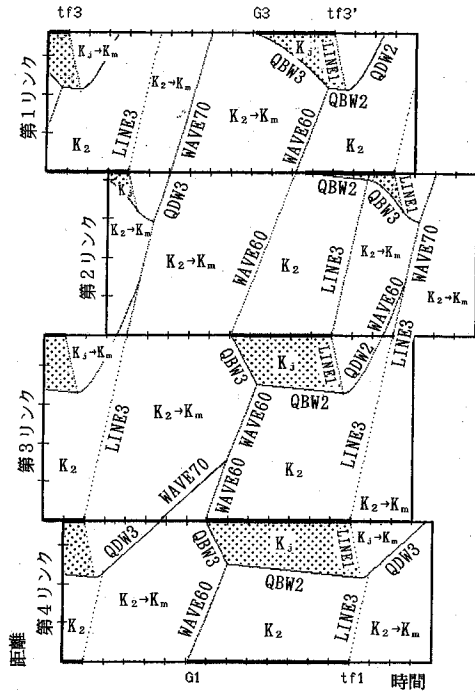 tf3 G3 tf3'
第1リンク
Kj→Km
Kj
LINE1
QDW2
QBW3
K2→Km
QBW2
K2
LINE3
WAVE70
K2→Km
WAVE60
K2
第2リンク
K
QDW3
QBW2
QBW3
LINE1
K2→Km
K2→Km
WAVE60
K2
LINE3
K2→Km
WAVE60
WAVE70
K2→Km
第3リンク
Kj→Km
QBW3
Kj
LINE1
QDW2
LINE3
QBW2
K2→Km
WAVE60
K2
LINE3
K2
LINE3
WAVE70
WAVE60
K2→Km
第4リンク
QDW3
QBW3
Kj
LINE1
Kj→Km
QDW3
QBW2
K2
K2→Km
WAVE60
K2
LINE3
K2→Km
距離
G1 tf1 時間